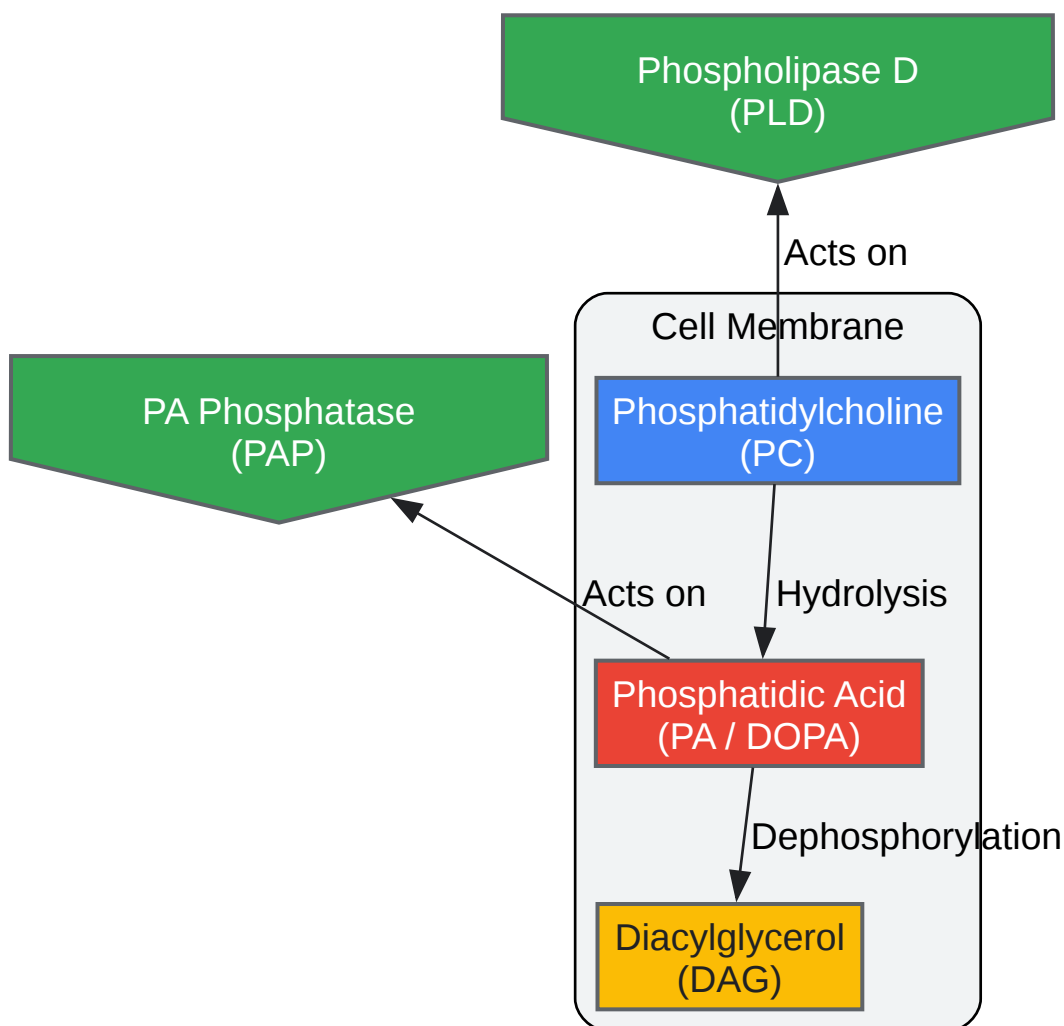 Phospholipase D
(PLD)
Acts on
Cell Membrane
PA Phosphatase
(PAP)
Phosphatidylcholine
(PC)
Acts on
Hydrolysis
Phosphatidic Acid
(PA / DOPA)
Dephosphorylation
Diacylglycerol
(DAG)